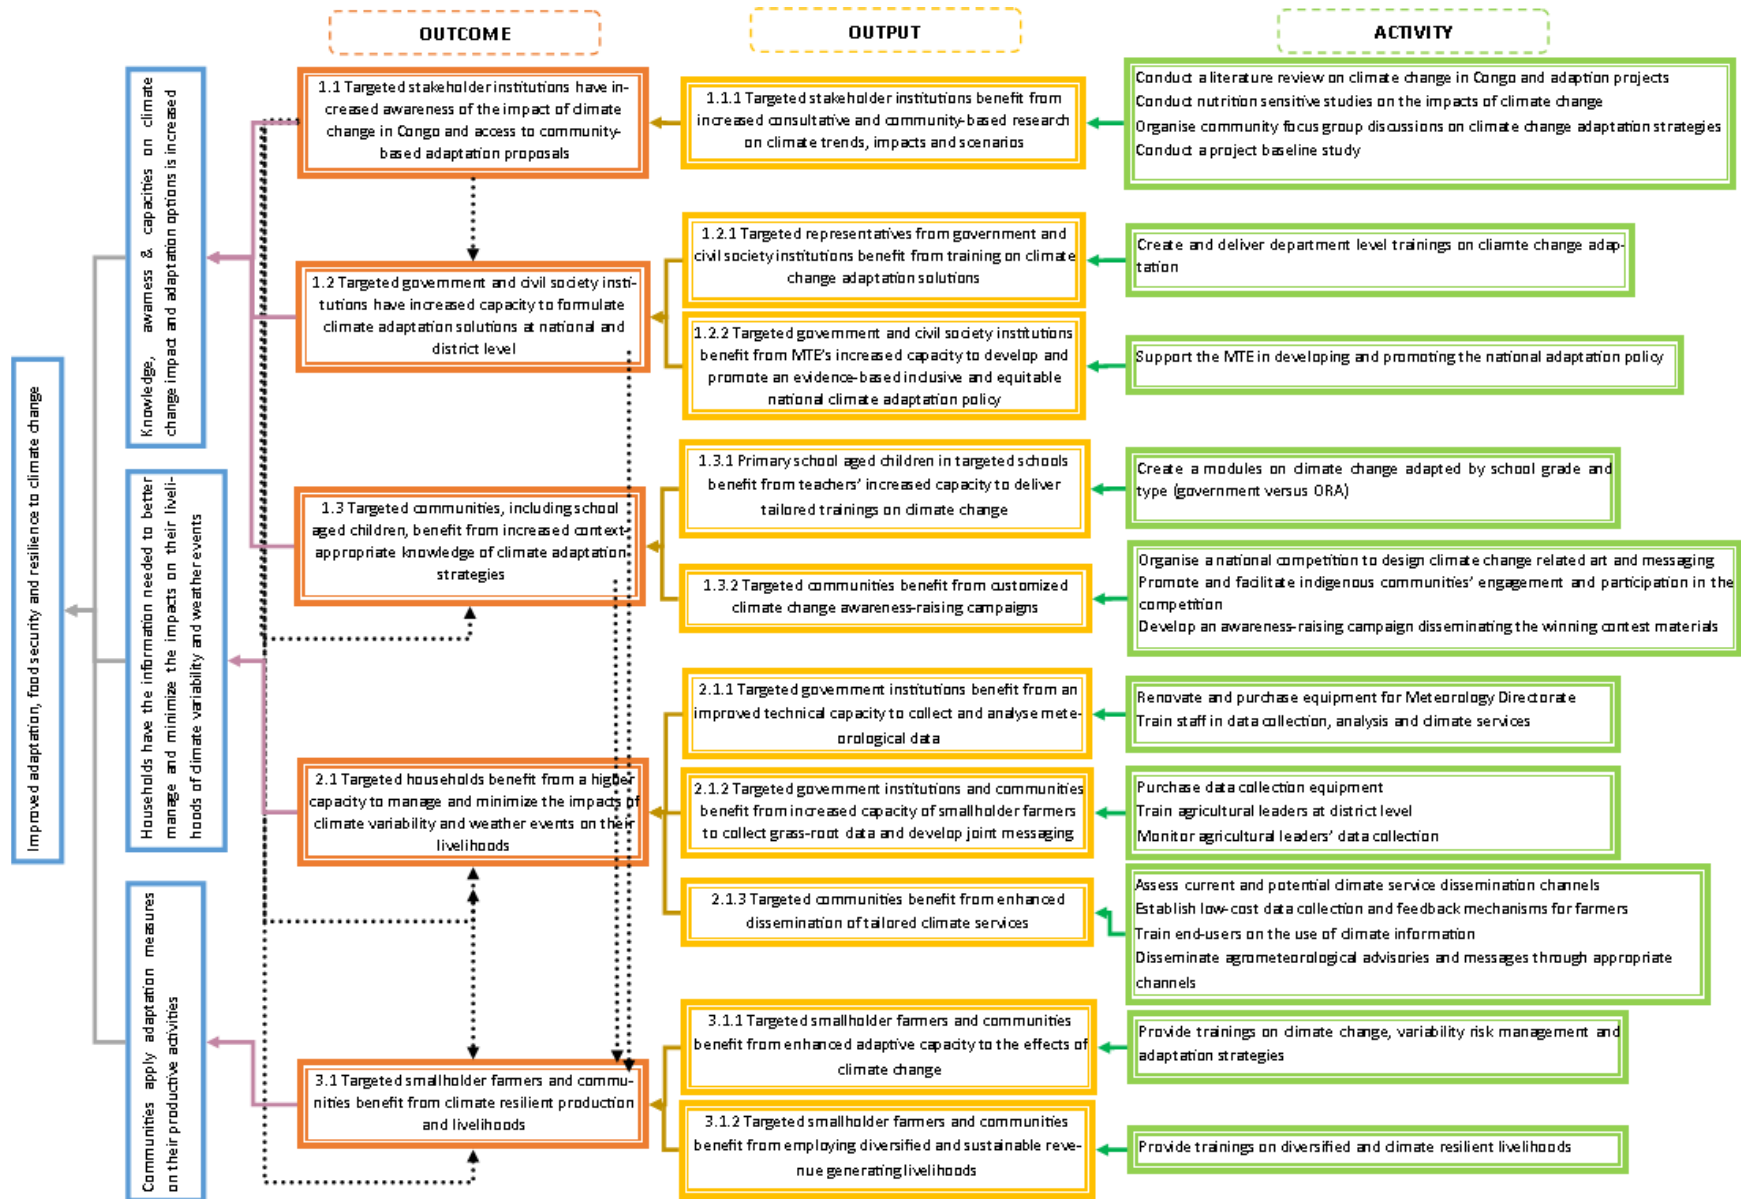 OUTCOME
OUTPUT
ACTIVITY
Improved adaptation, food security and resilience to climate change
Knowledge, awarness & capacities on climate
change impact and adaptation options is increased
Households have the information needed to better
manage and minimize the impacts on their liveli-
hoods of climate variability and weather events
Communities apply adaptation measures
on their productive activities
1.1 Targeted stakeholder institutions have in-
creased awareness of the impact of climate
change in Congo and access to community-
based adaptation proposals
1.2 Targeted government and civil society insti-
tutions have increased capacity to formulate
climate adaptation solutions at national and
district level
1.3 Targeted communities, including school
aged children, benefit from increased context-
appropriate knowledge of climate adaptation
strategies
2.1 Targeted households benefit from a higher
capacity to manage and minimize the impacts of
climate variability and weather events on their
livelihoods
3.1 Targeted smallholder farmers and commu-
nities benefit from climate resilient production
and livelihoods
1.1.1 Targeted stakeholder institutions benefit from
increased consultative and community-based research
on climate trends, impacts and scenarios
1.2.1 Targeted representatives from government and
civil society institutions benefit from training on climate
change adaptation solutions
1.2.2 Targeted government and civil society institutions
benefit from MTE's increased capacity to develop and
promote an evidence-based inclusive and equitable
national climate adaptation policy
1.3.1 Primary school aged children in targeted schools
benefit from teachers' increased capacity to deliver
tailored trainings on climate change
1.3.2 Targeted communities benefit from customized
climate change awareness-raising campaigns
2.1.1 Targeted government institutions benefit from an
improved technical capacity to collect and analyse mete-
orological data
2.1.2 Targeted government institutions and communities
benefit from increased capacity of smallholder farmers
to collect grass-root data and develop joint messaging
2.1.3 Targeted communities benefit from enhanced
dissemination of tailored climate services
3.1.1 Targeted smallholder farmers and communities
benefit from enhanced adaptive capacity to the effects of
climate change
3.1.2 Targeted smallholder farmers and communities
benefit from employing diversified and sustainable reve-
nue generating livelihoods
Conduct a literature review on climate change in Congo and adaption projects
Conduct nutrition sensitive studies on the impacts of climate change
Organise community focus group discussions on climate change adaptation strategies
Conduct a project baseline study
Create and deliver department level trainings on cliamte change adap-
tation
Support the MTE in developing and promoting the national adaptation policy
Create a modules on climate change adapted by school grade and
type (government versus ORA)
Organise a national competition to design climate change related art and messaging
Promote and facilitate indigenous communities' engagement and participation in the
competition
Develop an awareness-raising campaign disseminating the winning contest materials
Renovate and purchase equipment for Meteorology Directorate
Train staff in data collection, analysis and climate services
Purchase data collection equipment
Train agricultural leaders at district level
Monitor agricultural leaders' data collection
Assess current and potential climate service dissemination channels
Establish low-cost data collection and feedback mechanisms for farmers
Train end-users on the use of climate information
Disseminate agrometeorological advisories and messages through appropriate
channels
Provide trainings on climate change, variability risk management and
adaptation strategies
Provide trainings on diversified and climate resilient livelihoods